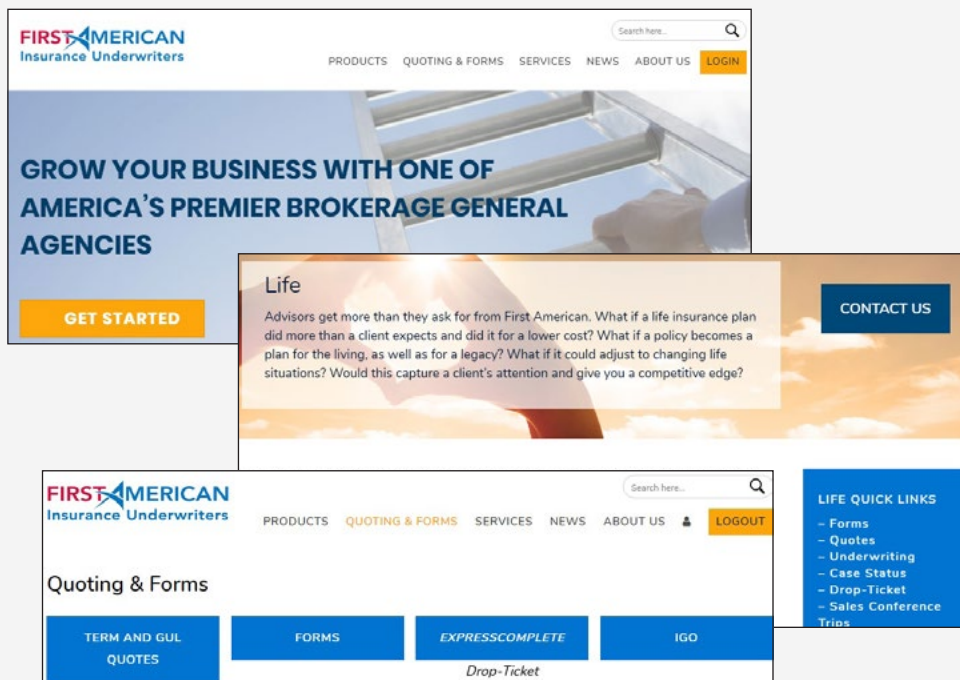 FIRST AMERICAN
Insurance Underwriters
Search here..
PRODUCTS QUOTING & FORMS SERVICES NEWS ABOUT US LOGIN
GROW YOUR BUSINESS WITH ONE OF
AMERICA'S PREMIER BROKERAGE GENERAL
AGENCIES
GET STARTED
Life
Advisors get more than they ask for from First American. What if a life insurance plan
did more than a client expects and did it for a lower cost? What if a policy becomes a
plan for the living, as well as for a legacy? What if it could adjust to changing life
situations? Would this capture a client's attention and give you a competitive edge?
CONTACT US
LIFE QUICK LINKS
– Forms
– Quotes
– Underwriting
– Case Status
– Drop-Ticket
– Sales Conference
Trips
FIRST AMERICAN
Insurance Underwriters
Search here..
PRODUCTS QUOTING & FORMS SERVICES NEWS ABOUT US LOGOUT
Quoting & Forms
TERM AND GUL
QUOTES
FORMS
EXPRESSCOMPLETE
IGO
Drop-Ticket